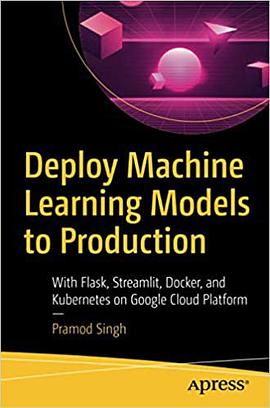 Deploy Machine
Learning Models
to Production
With Flask, Streamlit, Docker, and
Kubernetes on Google Cloud Platform
—
Pramod Singh
Apress®